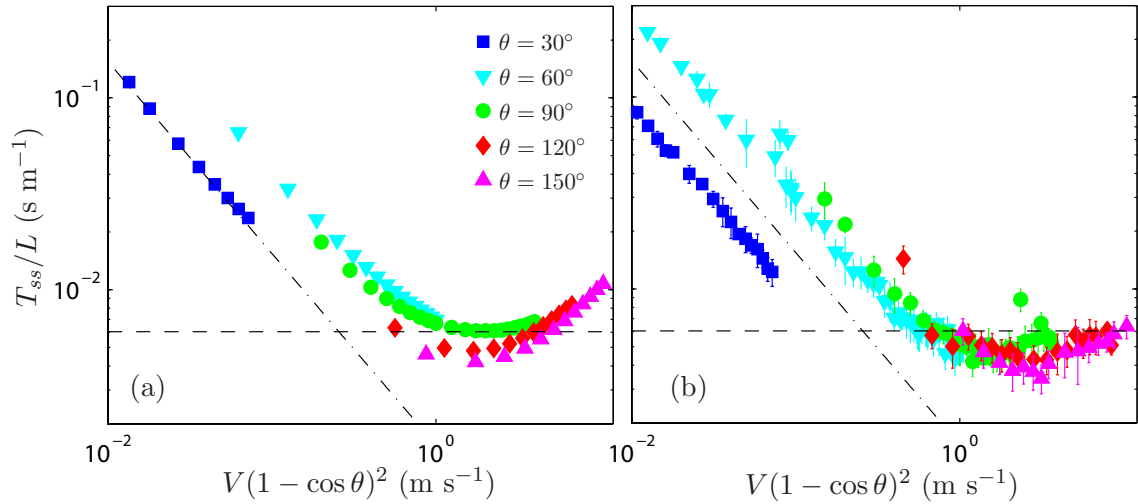 T_{ss}/L (s m^{-1})
10^{-1}
10^{-2}
θ = 30°
θ = 60°
θ = 90°
θ = 120°
θ = 150°
(a)
(b)
10^{-2}
10^{0}
10^{-2}
10^{0}
V(1 − cos θ)^2 (m s^{-1})
V(1 − cos θ)^2 (m s^{-1})